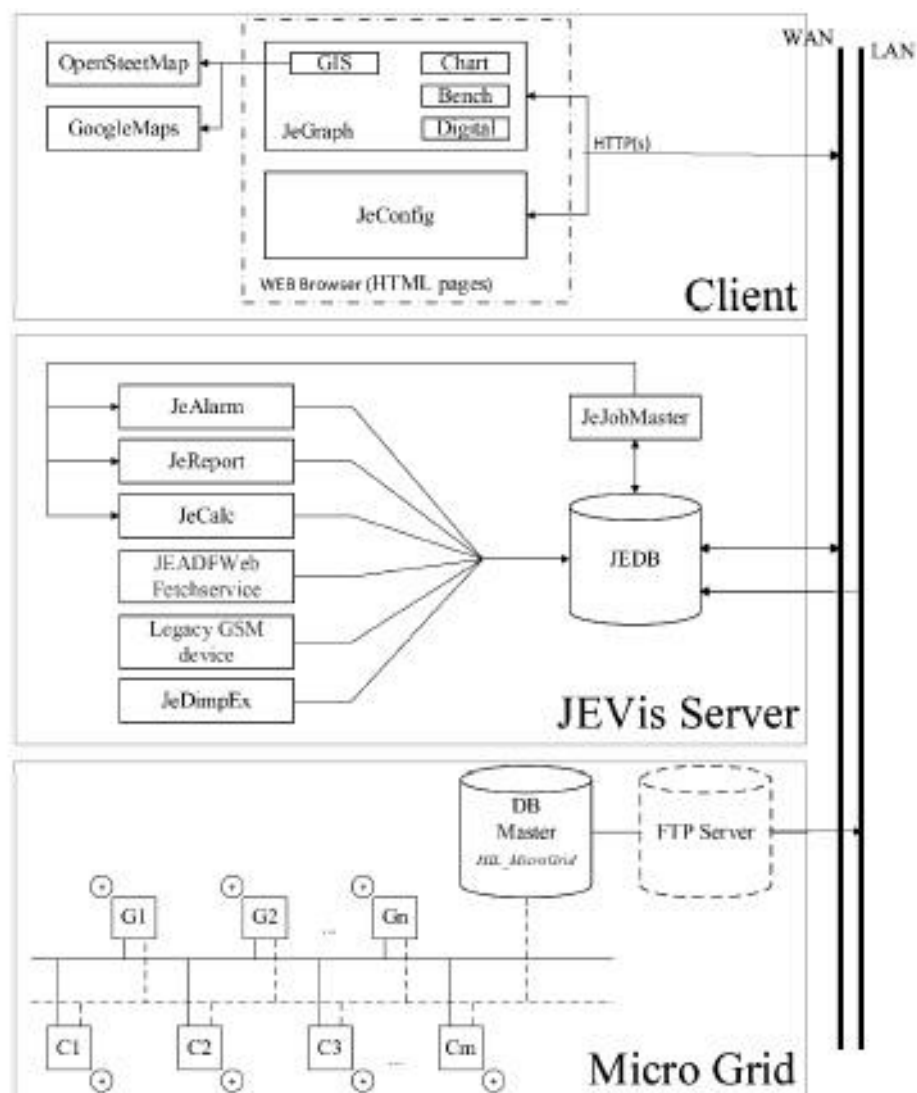 WAN
LAN
OpenSteetMap
GoogleMaps
GIS
Chart
Bench
Digital
JeGraph
HTTP(s)
JeConfig
WEB Browser (HTML pages)
Client
JeAlarm
JeReport
JeCalc
JEADFWeb
Fetchservice
Legacy GSM
device
JeDimpEx
JeJobMaster
JEDB
JEVis Server
DB
Master
HIL_MicroGrid
FTP Server
+
G1
+
G2
...
+
Gn
C1
+
C2
+
C3
+
...
Cm
+
Micro Grid